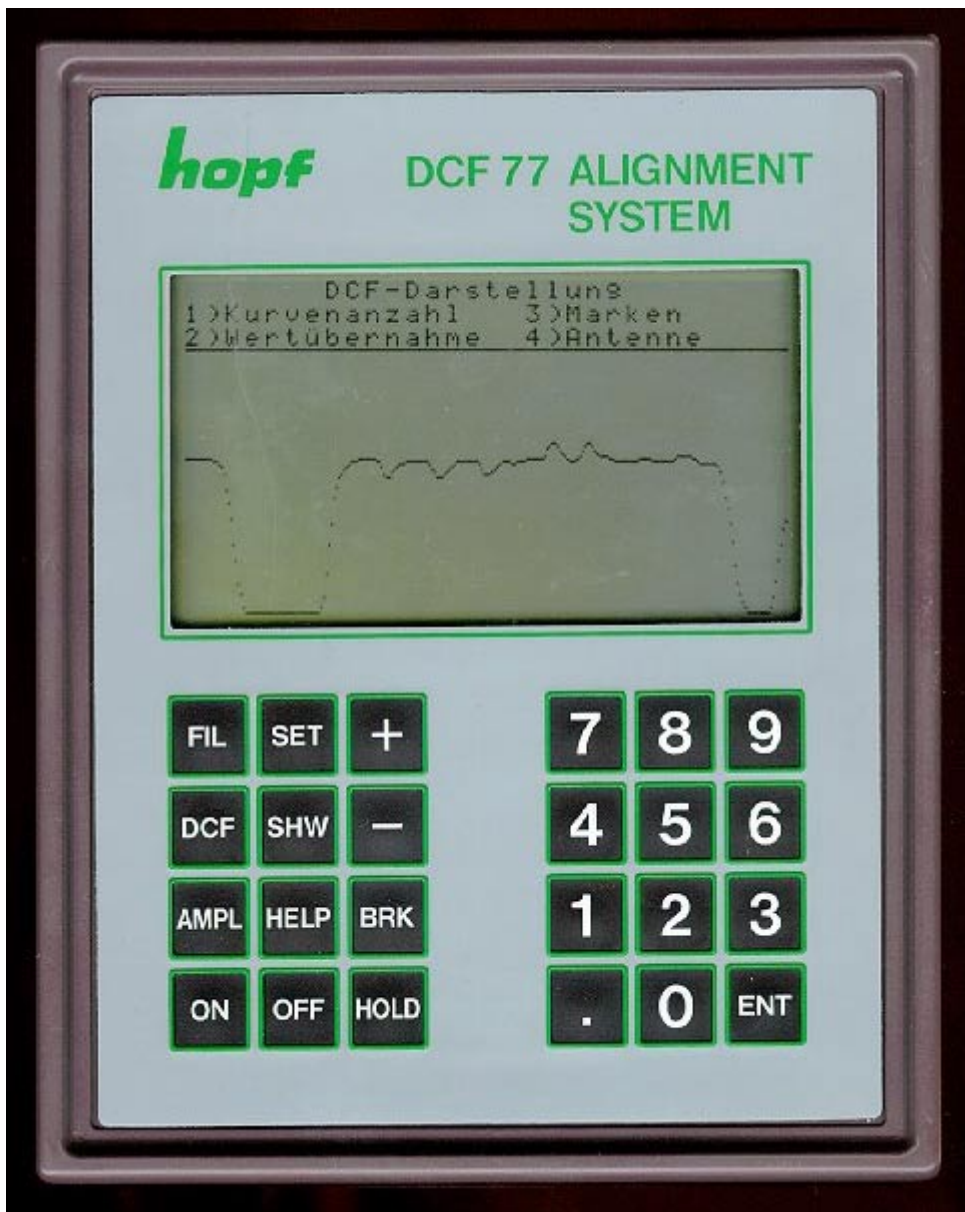 hopf
DCF 77 ALIGNMENT
SYSTEM
DCF-Darstellung
1)Kurvenanzahl 3)Marken
2)Wertübernahme 4)Antenne
FIL SET + 7 8 9
DCF SHW - 4 5 6
AMPL HELP BRK 1 2 3
ON OFF HOLD . 0 ENT